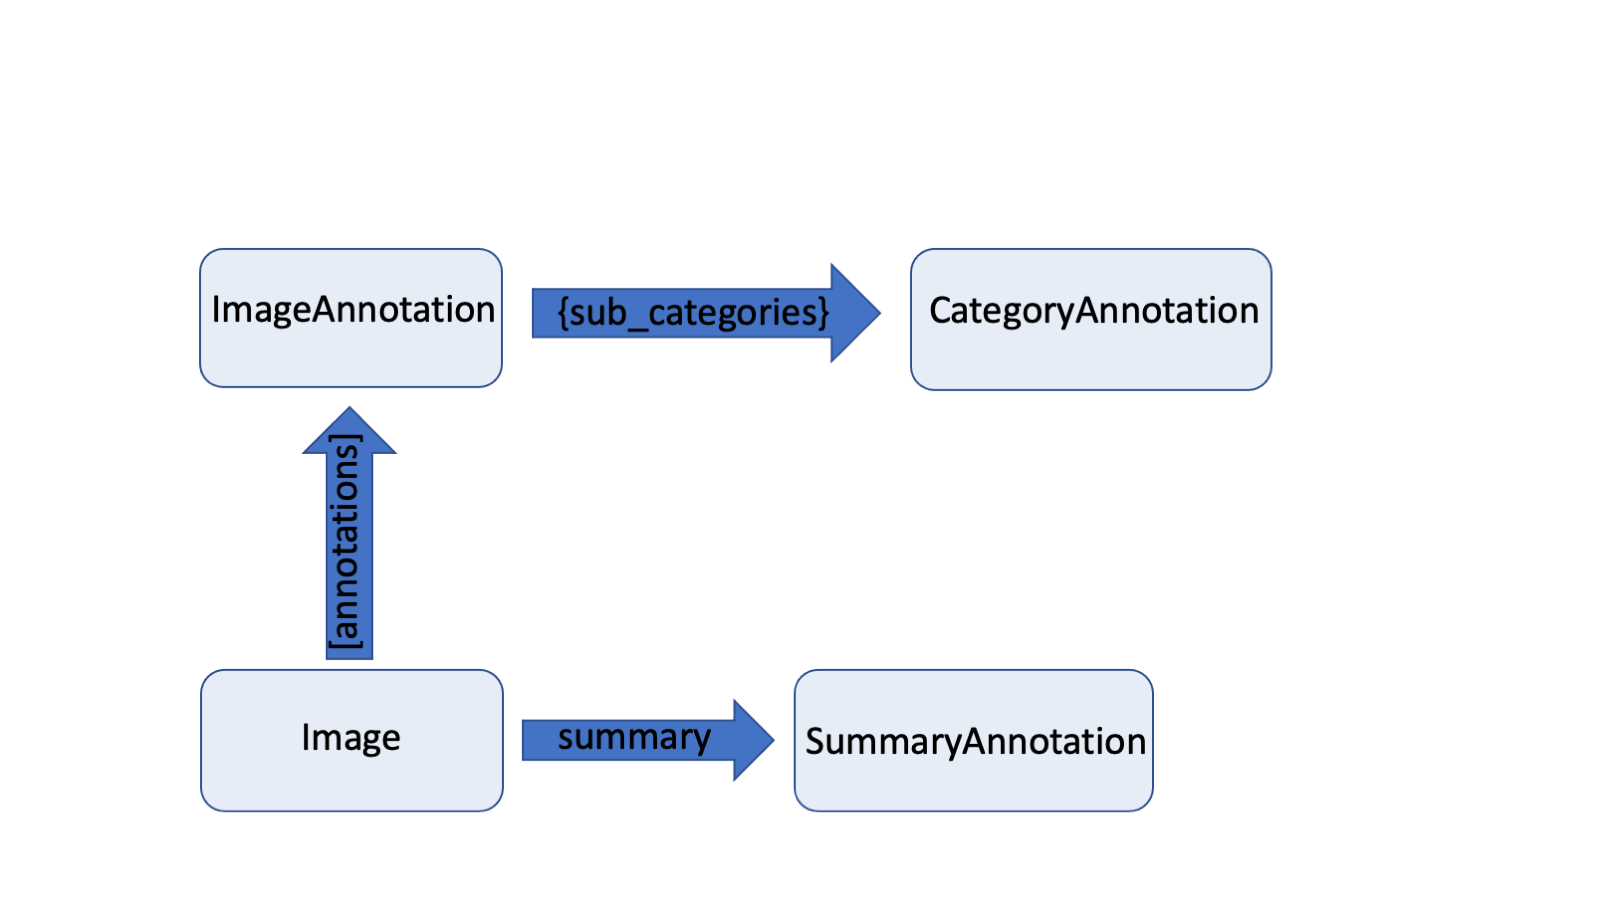 ImageAnnotation
{sub_categories}
CategoryAnnotation
[annotations]
Image
summary
SummaryAnnotation